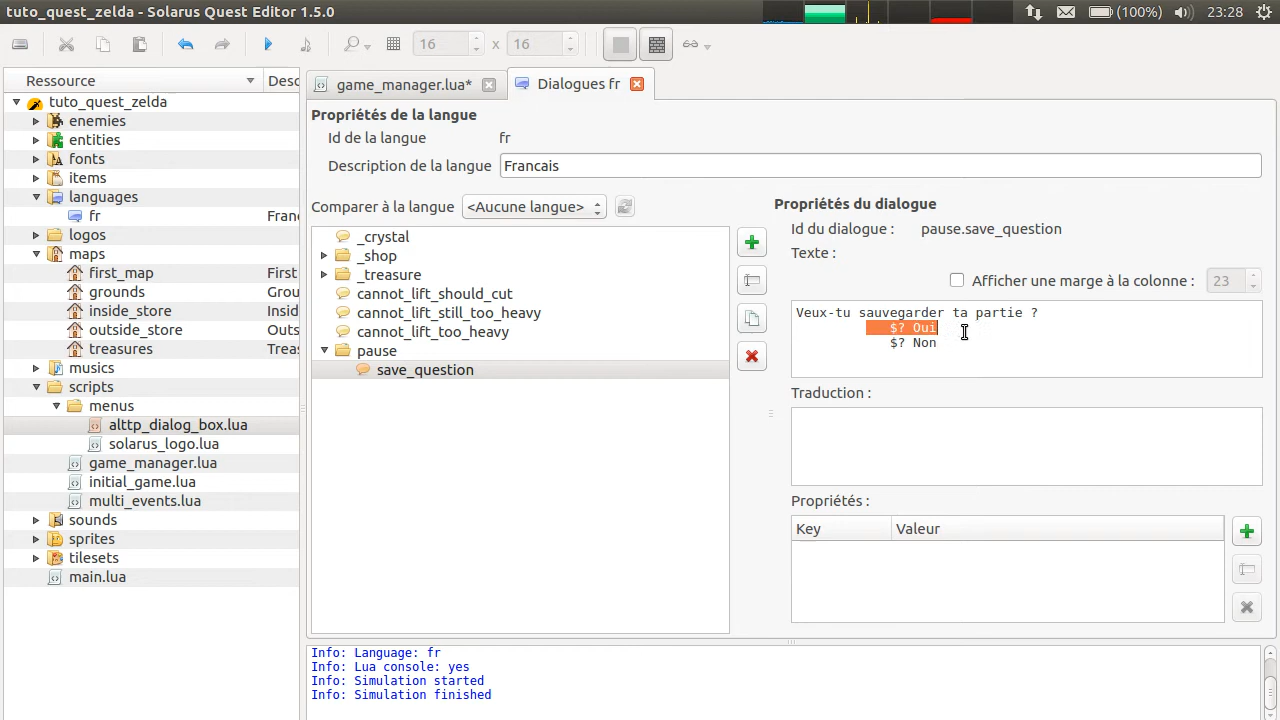 tuto_quest_zelda - Solarus Quest Editor 1.5.0
(100%)
23:28
16 x 16
Ressource
Desc
tuto_quest_zelda
enemies
entities
fonts
items
languages
fr Franc
logos
maps
first_map First
grounds Grou
inside_store Insid
outside_store Outs
treasures Treas
musics
scripts
menus
alttp_dialog_box.lua
solarus_logo.lua
game_manager.lua
initial_game.lua
multi_events.lua
sounds
sprites
tilesets
main.lua
game_manager.lua*
Dialogues fr
Propriétés de la langue
Id de la langue fr
Description de la langue Francais
Comparer à la langue <Aucune langue>
_crystal
_shop
_treasure
cannot_lift_should_cut
cannot_lift_still_too_heavy
cannot_lift_too_heavy
pause
save_question
Propriétés du dialogue
Id du dialogue : pause.save_question
Texte :
Afficher une marge à la colonne : 23
Veux-tu sauvegarder ta partie ?
$? Oui
$? Non
Traduction :
Propriétés :
Key Valeur
Info: Language: fr
Info: Lua console: yes
Info: Simulation started
Info: Simulation finished